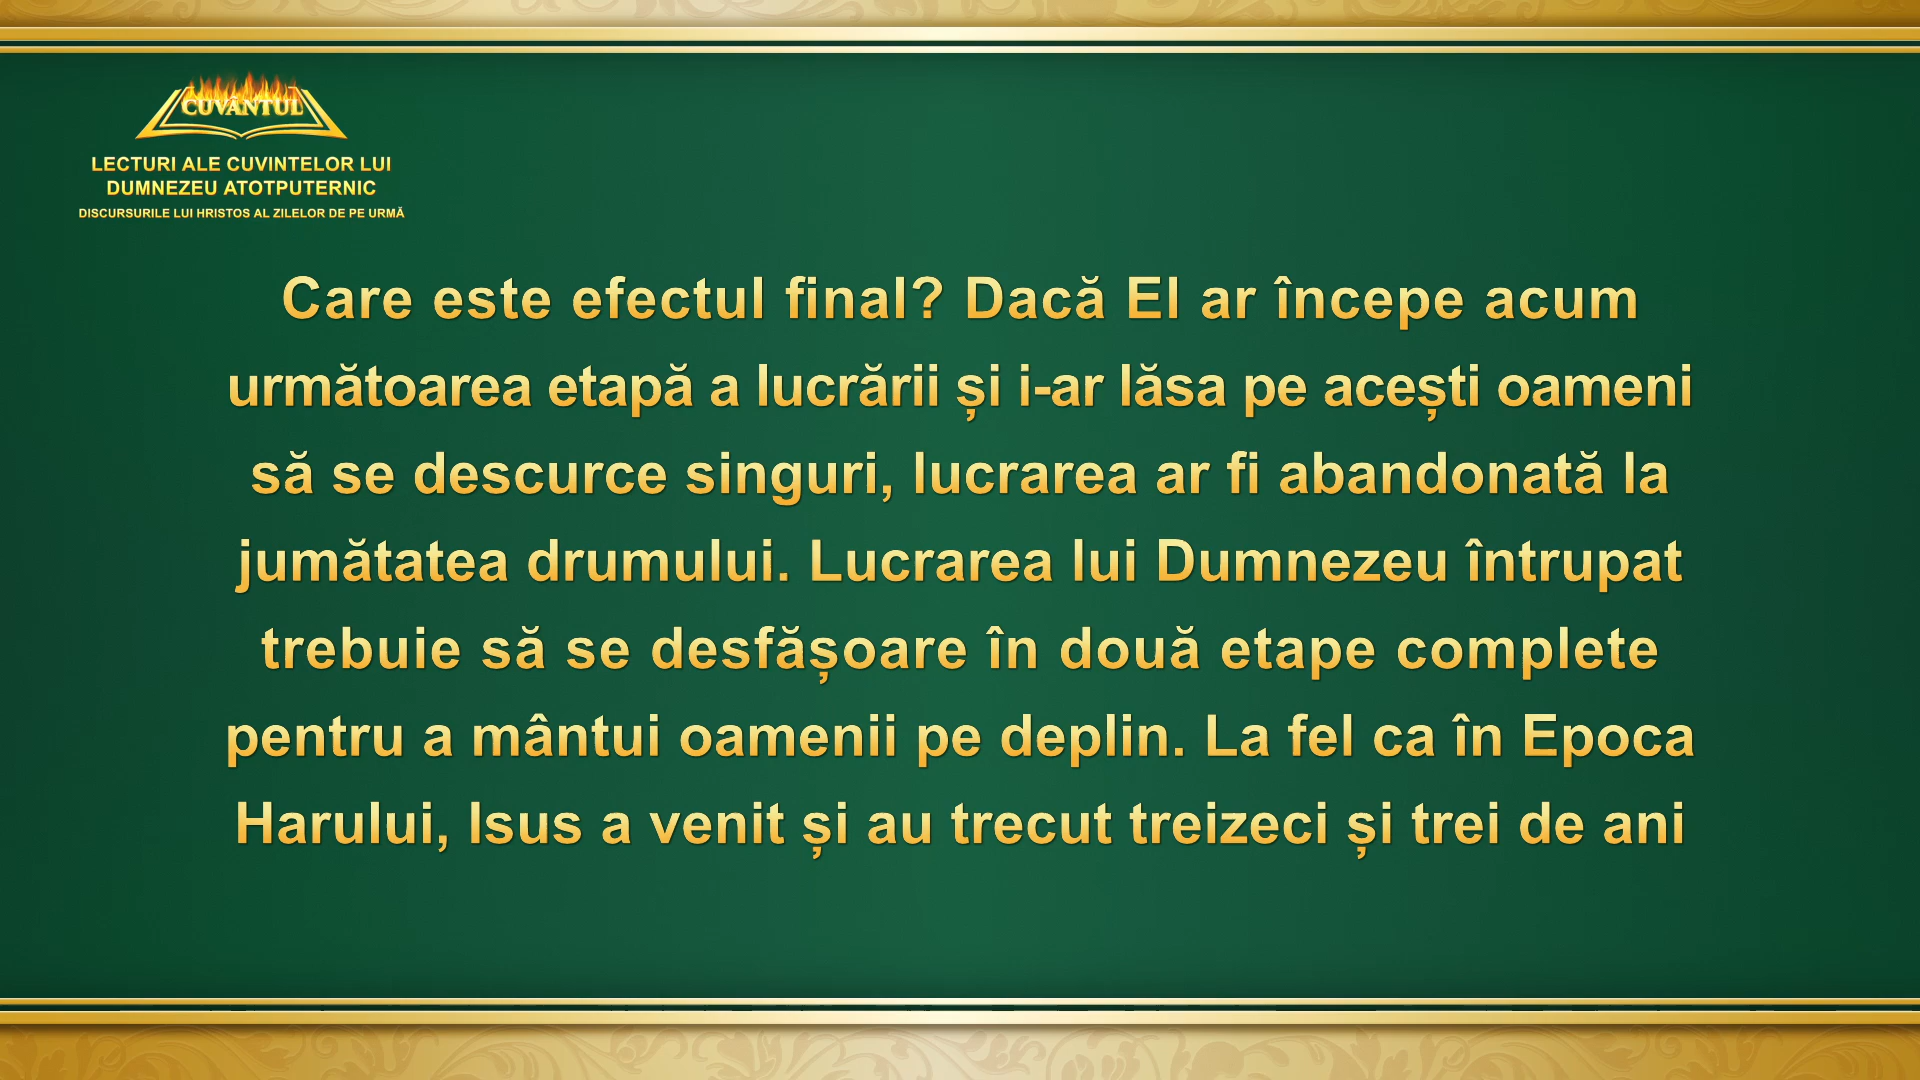 CUVÂNTUL
LECTURI ALE CUVINTELOR LUI
DUMNEZEU ATOTPUTERNIC
DISCURSURILE LUI HRISTOS AL ZILELOR DE PE URMĂ
Care este efectul final? Dacă El ar începe acum
următoarea etapă a lucrării și i-ar lăsa pe acești oameni
să se descurce singuri, lucrarea ar fi abandonată la
jumătatea drumului. Lucrarea lui Dumnezeu întrupat
trebuie să se desfășoare în două etape complete
pentru a mântui oamenii pe deplin. La fel ca în Epoca
Harului, Isus a venit și au trecut treizeci și trei de ani